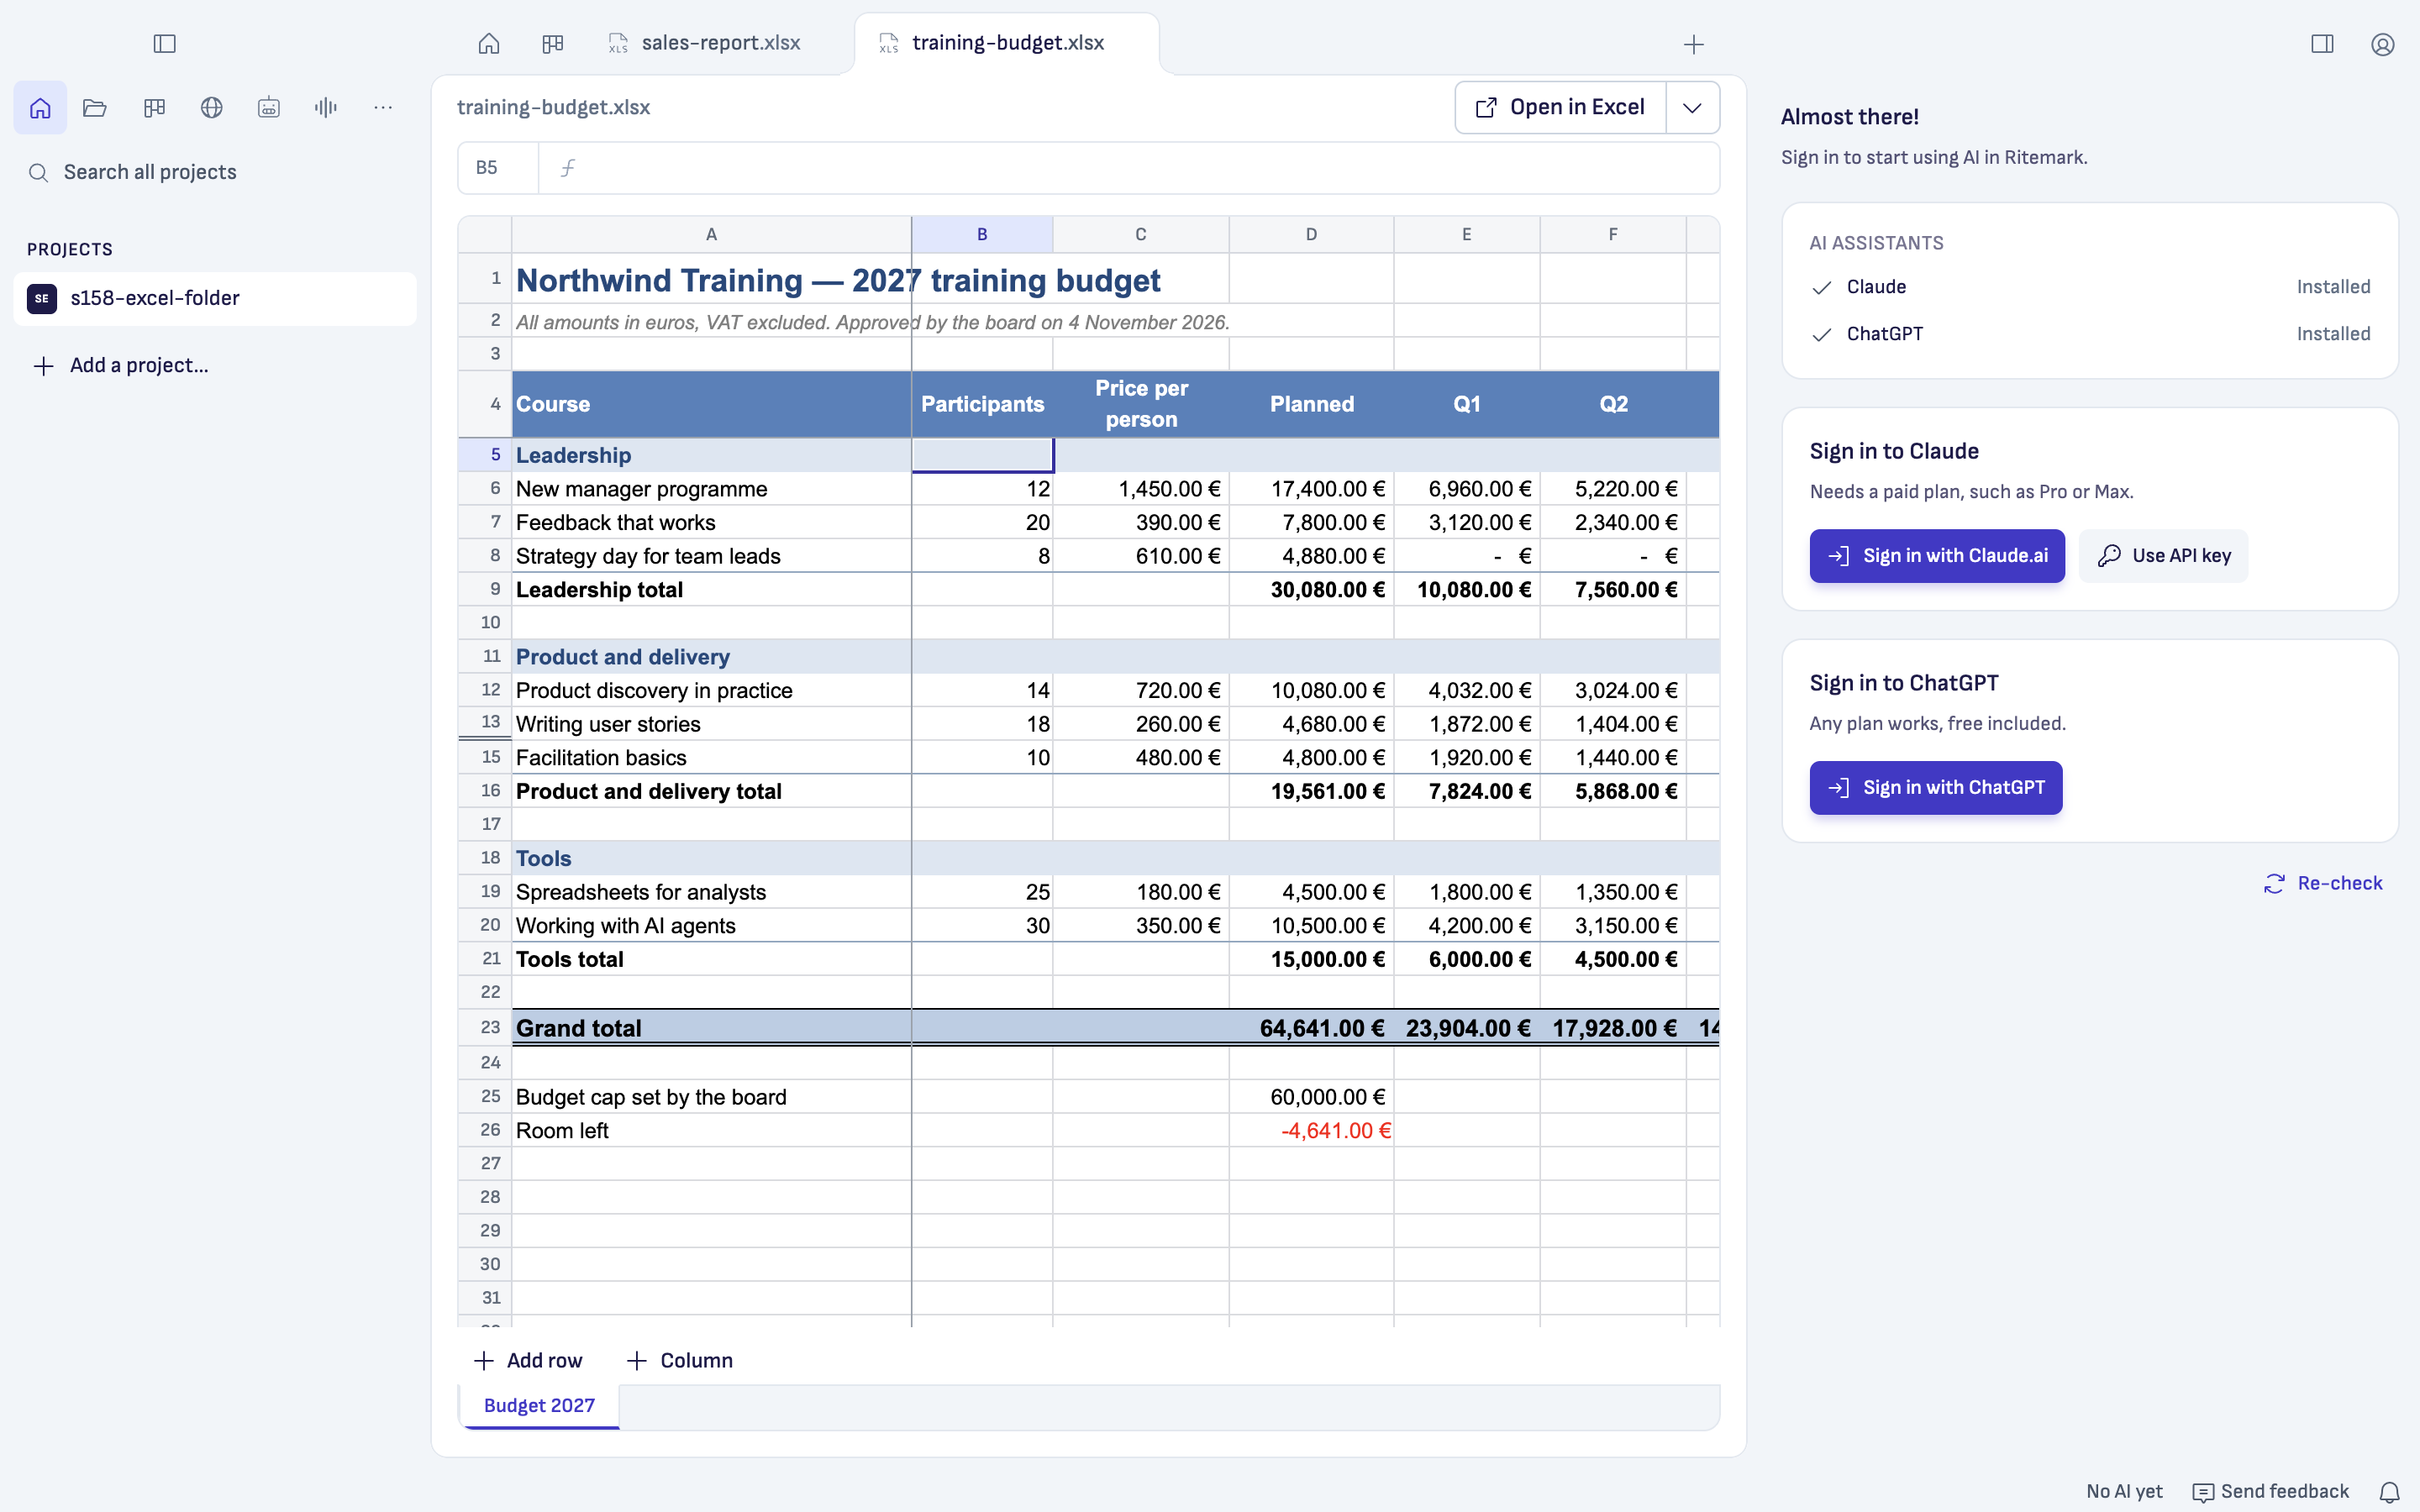 sales-report.xlsx
training-budget.xlsx
Search all projects
PROJECTS
SE s158-excel-folder
Add a project...
training-budget.xlsx
Open in Excel
B5
A B C D E F
1 Northwind Training — 2027 training budget
2 All amounts in euros, VAT excluded. Approved by the board on 4 November 2026.
3
4 Course Participants Price per person Planned Q1 Q2
5 Leadership
6 New manager programme 12 1,450.00 € 17,400.00 € 6,960.00 € 5,220.00 €
7 Feedback that works 20 390.00 € 7,800.00 € 3,120.00 € 2,340.00 €
8 Strategy day for team leads 8 610.00 € 4,880.00 € - € - €
9 Leadership total 30,080.00 € 10,080.00 € 7,560.00 €
10
11 Product and delivery
12 Product discovery in practice 14 720.00 € 10,080.00 € 4,032.00 € 3,024.00 €
13 Writing user stories 18 260.00 € 4,680.00 € 1,872.00 € 1,404.00 €
15 Facilitation basics 10 480.00 € 4,800.00 € 1,920.00 € 1,440.00 €
16 Product and delivery total 19,561.00 € 7,824.00 € 5,868.00 €
17
18 Tools
19 Spreadsheets for analysts 25 180.00 € 4,500.00 € 1,800.00 € 1,350.00 €
20 Working with AI agents 30 350.00 € 10,500.00 € 4,200.00 € 3,150.00 €
21 Tools total 15,000.00 € 6,000.00 € 4,500.00 €
22
23 Grand total 64,641.00 € 23,904.00 € 17,928.00 € 14
24
25 Budget cap set by the board 60,000.00 €
26 Room left -4,641.00 €
27
28
29
30
31
Add row
Column
Budget 2027
Almost there!
Sign in to start using AI in Ritemark.
AI ASSISTANTS
Claude Installed
ChatGPT Installed
Sign in to Claude
Needs a paid plan, such as Pro or Max.
Sign in with Claude.ai
Use API key
Sign in to ChatGPT
Any plan works, free included.
Sign in with ChatGPT
Re-check
No AI yet
Send feedback